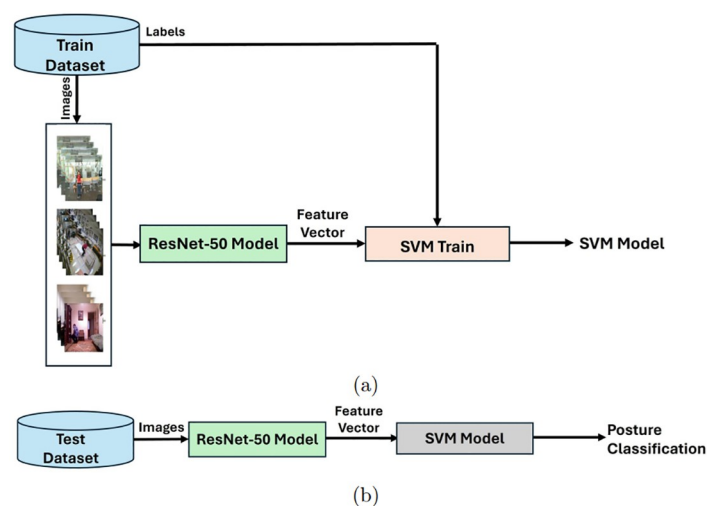 Train
Dataset
Labels
Images
ResNet-50 Model
Feature
Vector
SVM Train
SVM Model
(a)
Test
Dataset
Images
ResNet-50 Model
Feature
Vector
SVM Model
Posture
Classification
(b)